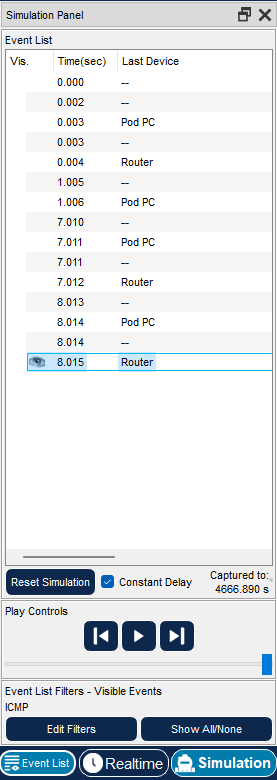 Simulation Panel
Event List
Vis. Time(sec) Last Device
0.000 --
0.002 --
0.003 Pod PC
0.003 --
0.004 Router
1.005 --
1.006 Pod PC
7.010 --
7.011 Pod PC
7.011 --
7.012 Router
8.013 --
8.014 Pod PC
8.014 --
8.015 Router
Reset Simulation Constant Delay Captured to:
4666.890 s
Play Controls
Event List Filters - Visible Events
ICMP
Edit Filters Show All/None
Event List Realtime Simulation